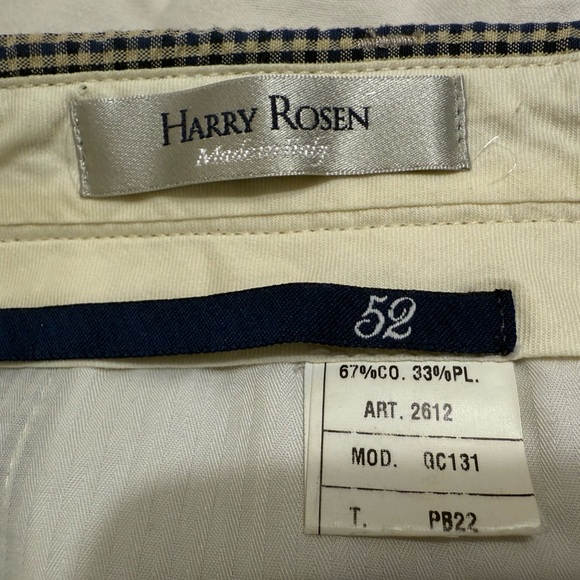 HARRY ROSEN
Made in Italy
52
67%CO. 33%PL.
ART. 2612
MOD. QC131
T. PB22